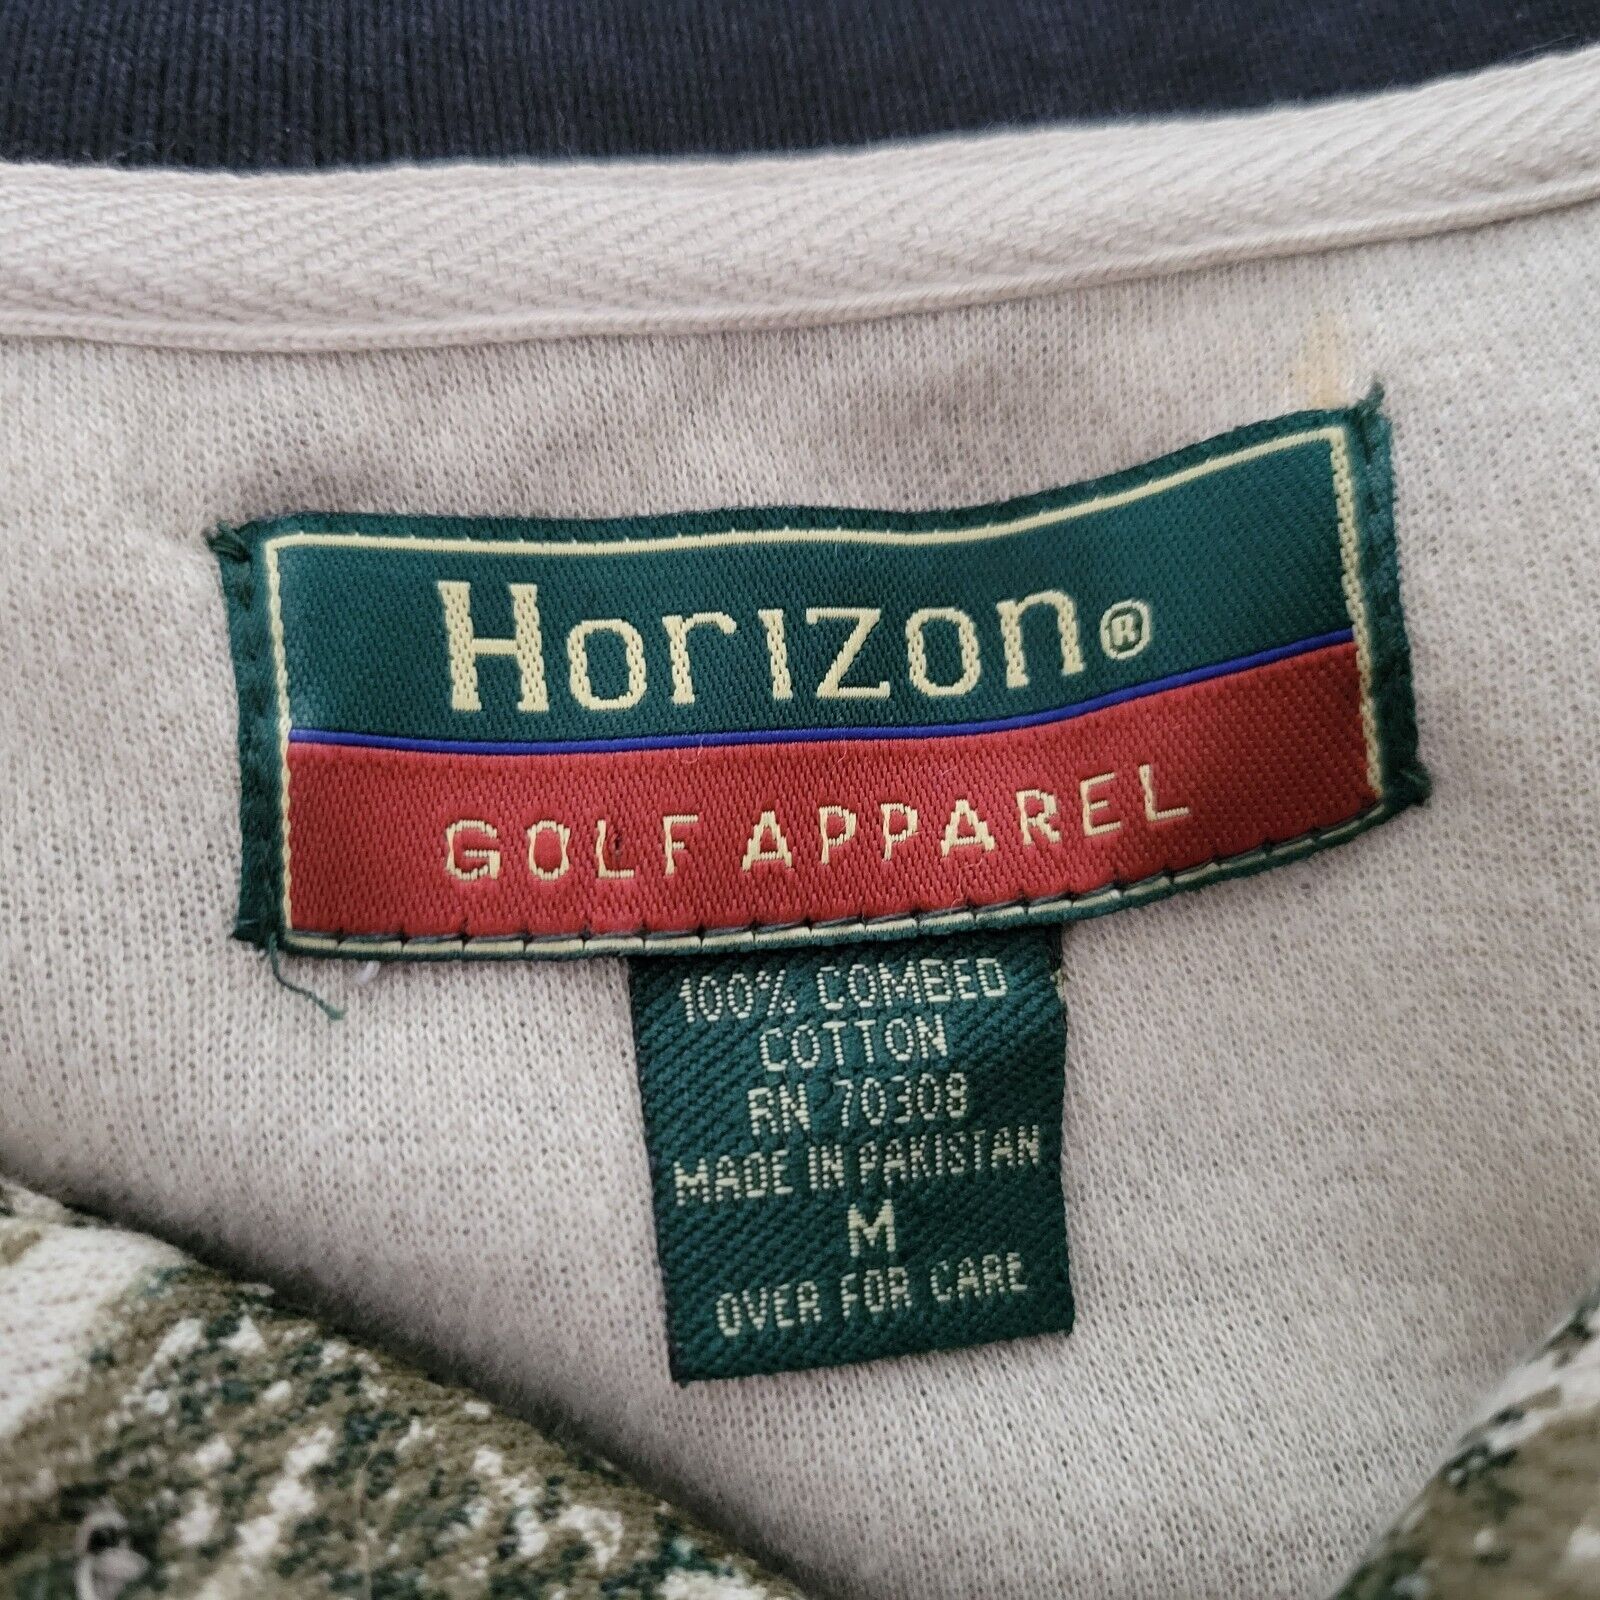 Horizon®
GOLF APPAREL
100% COMBED
COTTON
RN 70308
MADE IN PAKISTAN
M
OVER FOR CARE